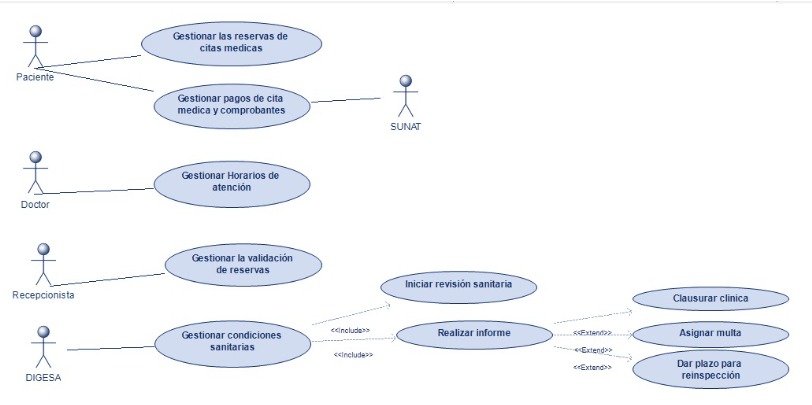 Gestionar las reservas de
citas medicas
Paciente
Gestionar pagos de cita
medica y comprobantes
SUNAT
Gestionar Horarios de
atención
Doctor
Gestionar la validación
de reservas
Recepcionista
Iniciar revisión sanitaria
Clausurar clinica
Gestionar condiciones
sanitarias
<<Include>>
<<Include>>
Realizar informe
<<Extend>>
<<Extend>>
<<Extend>>
Asignar multa
Dar plazo para
reinspección
DIGESA